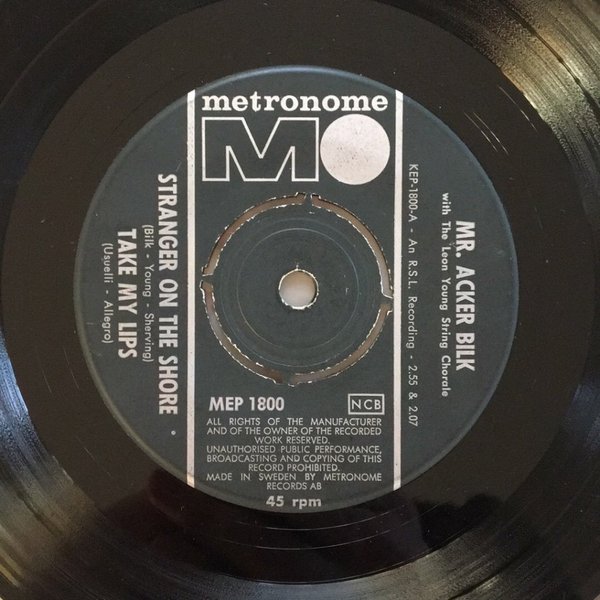 metronome
MO
MR. ACKER BILK
with The Leon Young String Chorale
KEP-1800-A - An R.S.L. Recording - 2.55 & 2.07
STRANGER ON THE SHORE
(Bilk - Young - Sherving)
TAKE MY LIPS
(Usuelli - Allegro)
MEP 1800
NCB
ALL RIGHTS OF THE MANUFACTURER
AND OF THE OWNER OF THE RECORDED
WORK RESERVED.
UNAUTHORISED PUBLIC PERFORMANCE,
BROADCASTING AND COPYING OF THIS
RECORD PROHIBITED.
MADE IN SWEDEN BY METRONOME
RECORDS AB
45 rpm